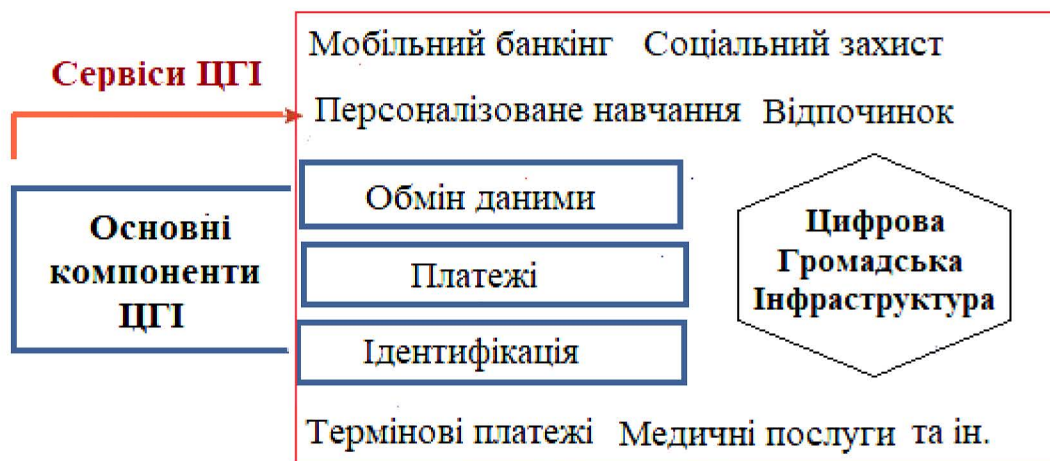 Мобільний банкінг Соціальний захист
Сервіси ЦГІ
Персоналізоване навчання Відпочинок
Обмін даними
Платежі
Ідентифікація
Основні
компоненти
ЦГІ
Цифрова
Громадська
Інфраструктура
Термінові платежі Медичні послуги та ін.